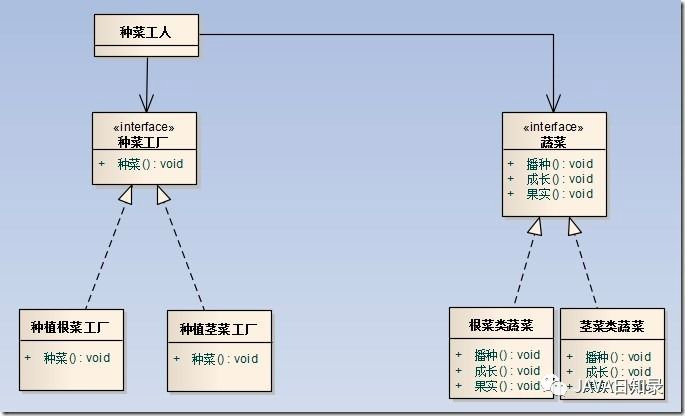 种菜工人
«interface»
种菜工厂
+ 种菜() : void
«interface»
蔬菜
+ 播种() : void
+ 成长() : void
+ 果实() : void
种植根菜工厂
+ 种菜() : void
种植茎菜工厂
+ 种菜() : void
根菜类蔬菜
+ 播种() : void
+ 成长() : void
+ 果实() : void
茎菜类蔬菜
+ 播种() : void
+ 成长() : void
JAVA日知录